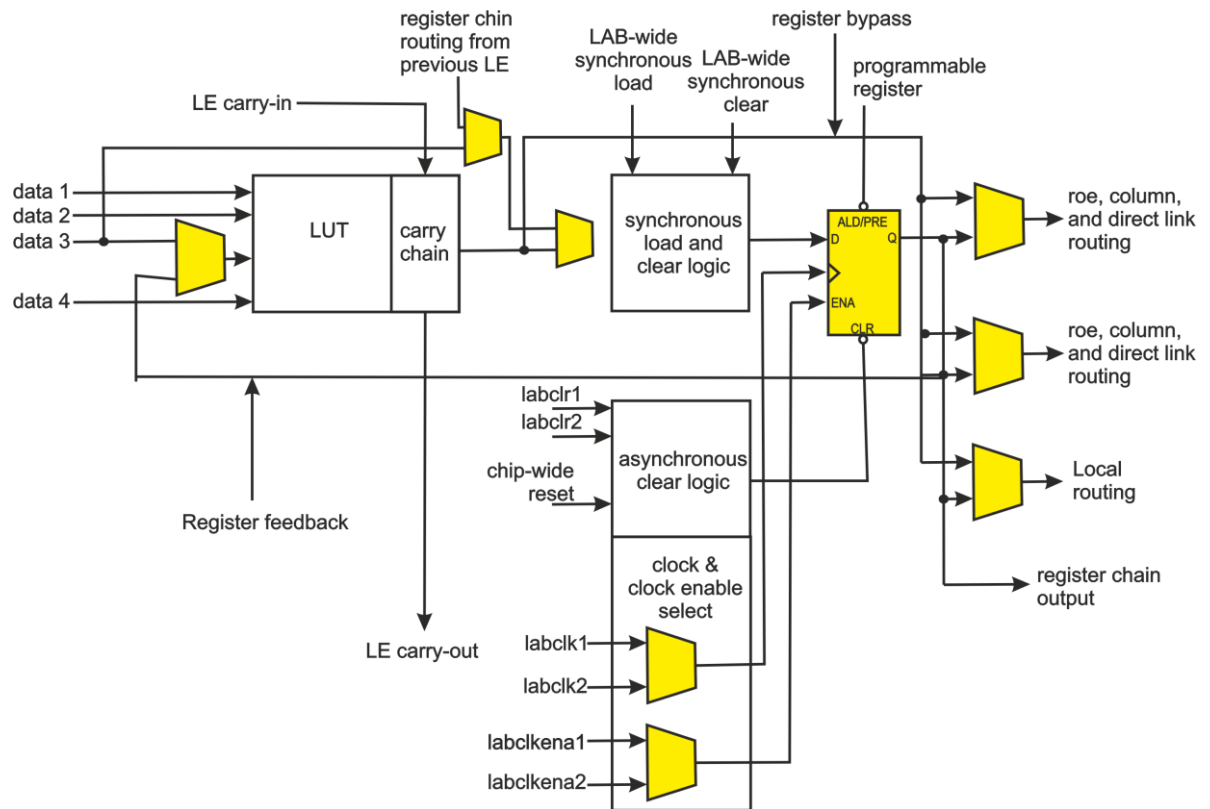 register chin
routing from
previous LE
LAB-wide
synchronous
load
LAB-wide
synchronous
clear
register bypass
programmable
register
LE carry-in
data 1
data 2
data 3
data 4
LUT
carry
chain
synchronous
load and
clear logic
ALD/PRE
D
Q
ENA
CLR
roe, column,
and direct link
routing
roe, column,
and direct link
routing
Local
routing
register chain
output
Register feedback
LE carry-out
labclr1
labclr2
chip-wide
reset
asynchronous
clear logic
clock &
clock enable
select
labclk1
labclk2
labclkena1
labclkena2